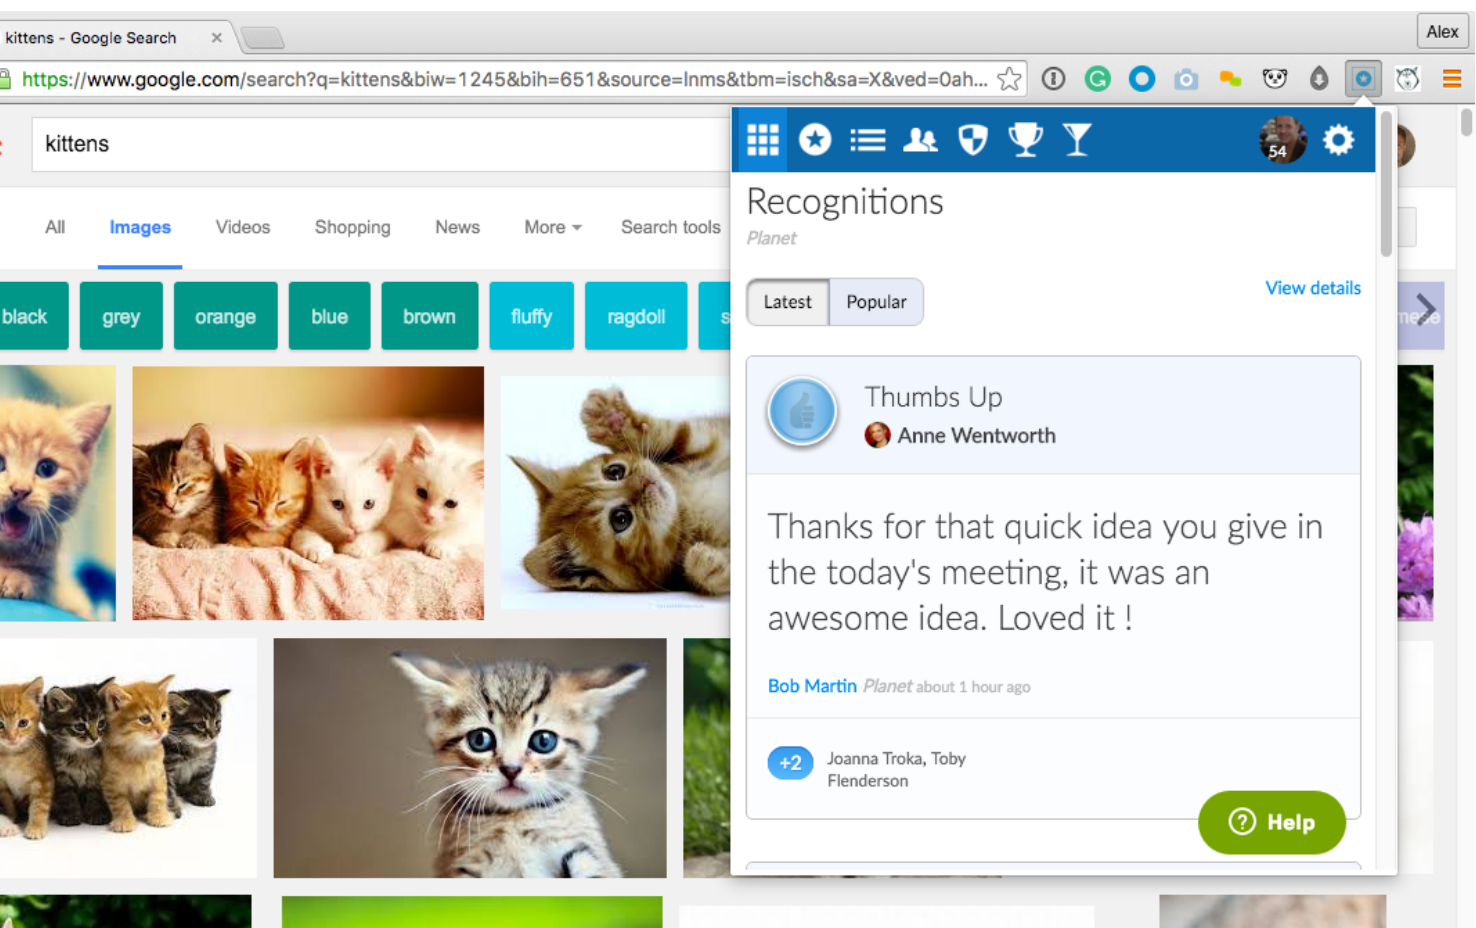 kittens - Google Search
Alex
https://www.google.com/search?q=kittens&biw=1245&bih=651&source=lnms&tbm=isch&sa=X&ved=0ah...
kittens
54
All Images Videos Shopping News More Search tools
Recognitions
Planet
Latest Popular
View details
black grey orange blue brown fluffy ragdoll
Thumbs Up
Anne Wentworth
Thanks for that quick idea you give in
the today's meeting, it was an
awesome idea. Loved it !
Bob Martin Planet about 1 hour ago
+2 Joanna Troka, Toby
Flenderson
Help